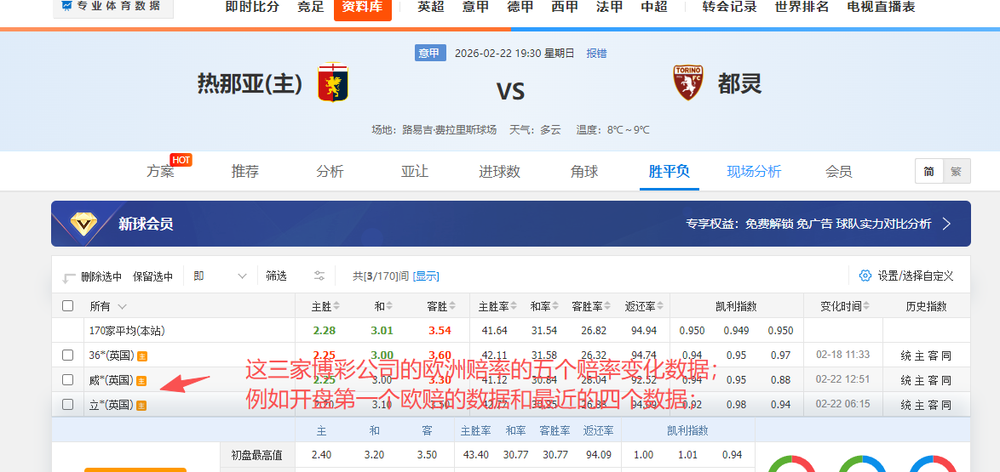 专业体育数据
即时比分 竞足 资料库 英超 意甲 德甲 西甲 法甲 中超 转会记录 世界排名 电视直播表
意甲 2026-02-22 19:30 星期日 报错
热那亚(主) VS TORINO FC 都灵
场地：路易吉·费拉里斯球场 天气：多云 温度：8℃～9℃
方案 HOT 推荐 分析 亚让 进球数 角球 胜平负 现场分析 会员 简 繁
新球会员 专享权益：免费解锁 免广告 球队实力对比分析
删除选中 保留选中 即 筛选 共[3/170]间 [显示] 设置/选择自定义
所有 主胜 和 客胜 主胜率 和率 客胜率 返还率 凯利指数 变化时间 历史指数
170家平均(本站) 2.28 3.01 3.54 41.64 31.54 26.82 94.94 0.950 0.949 0.950
36*(英国) 主 2.25 3.00 3.60 42.11 31.58 26.32 94.74 0.94 0.95 0.97 02-18 11:33 统 主 客 同
这三家博彩公司的欧洲赔率的五个赔率变化数据；
威*(英国) 主 2.25 3.00 3.30 41.12 30.84 28.04 92.52 0.94 0.95 0.88 02-22 12:51 统 主 客 同
例如开盘第一个欧赔的数据和最近的四个数据；
立*(英国) 主 2.20 3.10 3.50 0.92 0.98 0.94 02-22 06:15 统 主 客 同
主 和 客 主胜率 和率 客胜率 返还率 凯利指数
初盘最高值 2.40 3.20 3.50 43.40 30.77 30.77 94.09 1.00 1.01 0.94